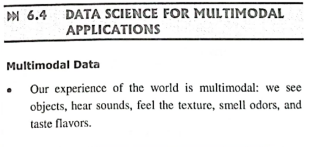 6.4 DATA SCIENCE FOR MULTIMODAL
APPLICATIONS
Multimodal Data
• Our experience of the world is multimodal: we see
objects, hear sounds, feel the texture, smell odors, and
taste flavors.